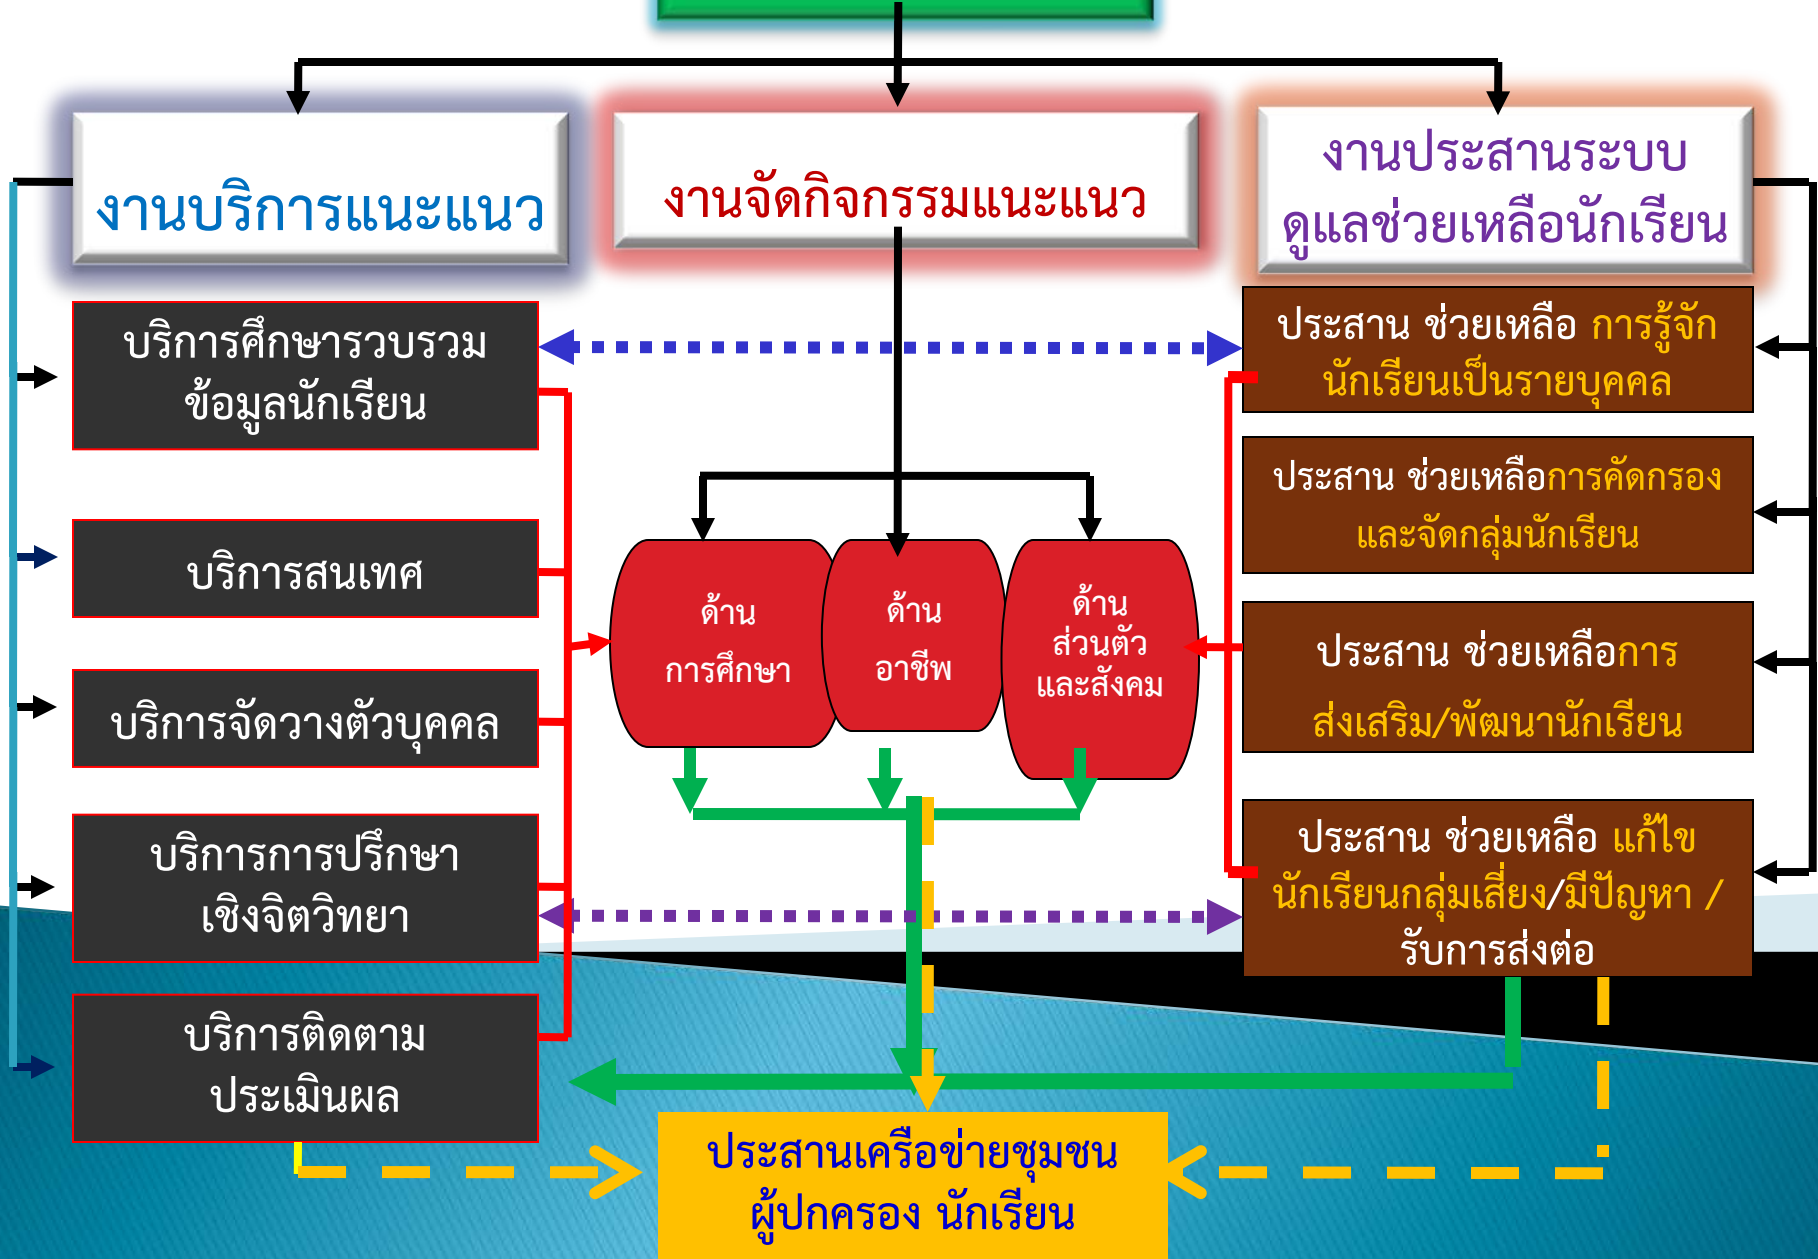 งานบริการแนะแนว
งานจัดกิจกรรมแนะแนว
งานประสานระบบ
ดูแลช่วยเหลือนักเรียน
บริการศึกษารวบรวม
ข้อมูลนักเรียน
บริการสนเทศ
บริการจัดวางตัวบุคคล
บริการการปรึกษา
เชิงจิตวิทยา
บริการติดตาม
ประเมินผล
ด้าน
การศึกษา
ด้าน
อาชีพ
ด้าน
ส่วนตัว
และสังคม
ประสาน ช่วยเหลือ การรู้จัก
นักเรียนเป็นรายบุคคล
ประสาน ช่วยเหลือการคัดกรอง
และจัดกลุ่มนักเรียน
ประสาน ช่วยเหลือการ
ส่งเสริม/พัฒนานักเรียน
ประสาน ช่วยเหลือ แก้ไข
นักเรียนกลุ่มเสี่ยง/มีปัญหา /
รับการส่งต่อ
ประสานเครือข่ายชุมชน
ผู้ปกครอง นักเรียน